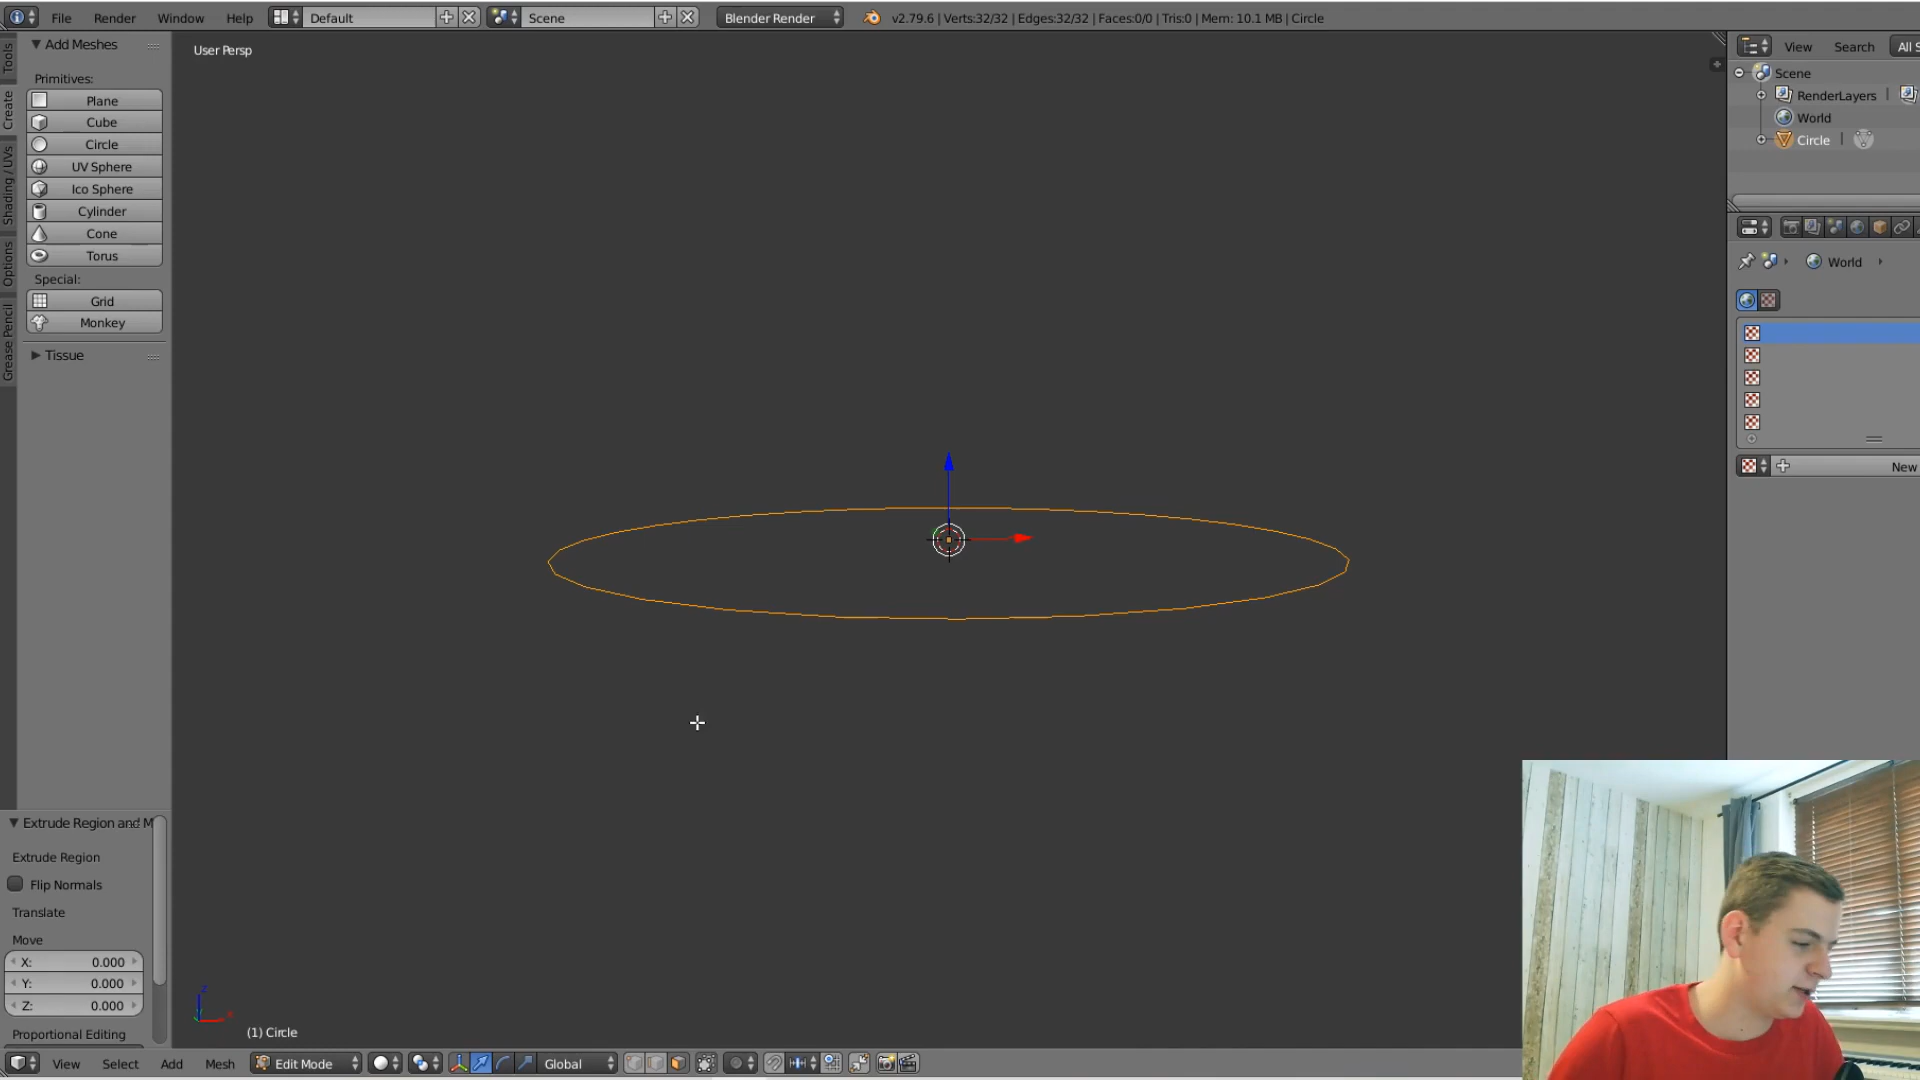 File Render Window Help Default Scene Blender Render v2.79.6 | Verts:32/32 | Edges:32/32 | Faces:0/0 | Tris:0 | Mem: 10.1 MB | Circle
Tools
Create
Shading / UVs
Options
Grease Pencil
Add Meshes
Primitives:
Plane
Cube
Circle
UV Sphere
Ico Sphere
Cylinder
Cone
Torus
Special:
Grid
Monkey
Tissue
Extrude Region and M
Extrude Region
Flip Normals
Translate
Move
X: 0.000
Y: 0.000
Z: 0.000
Proportional Editing
User Persp
z
x
(1) Circle
View Select Add Mesh Edit Mode Global
View Search All S
Scene
RenderLayers
World
Circle
World
New